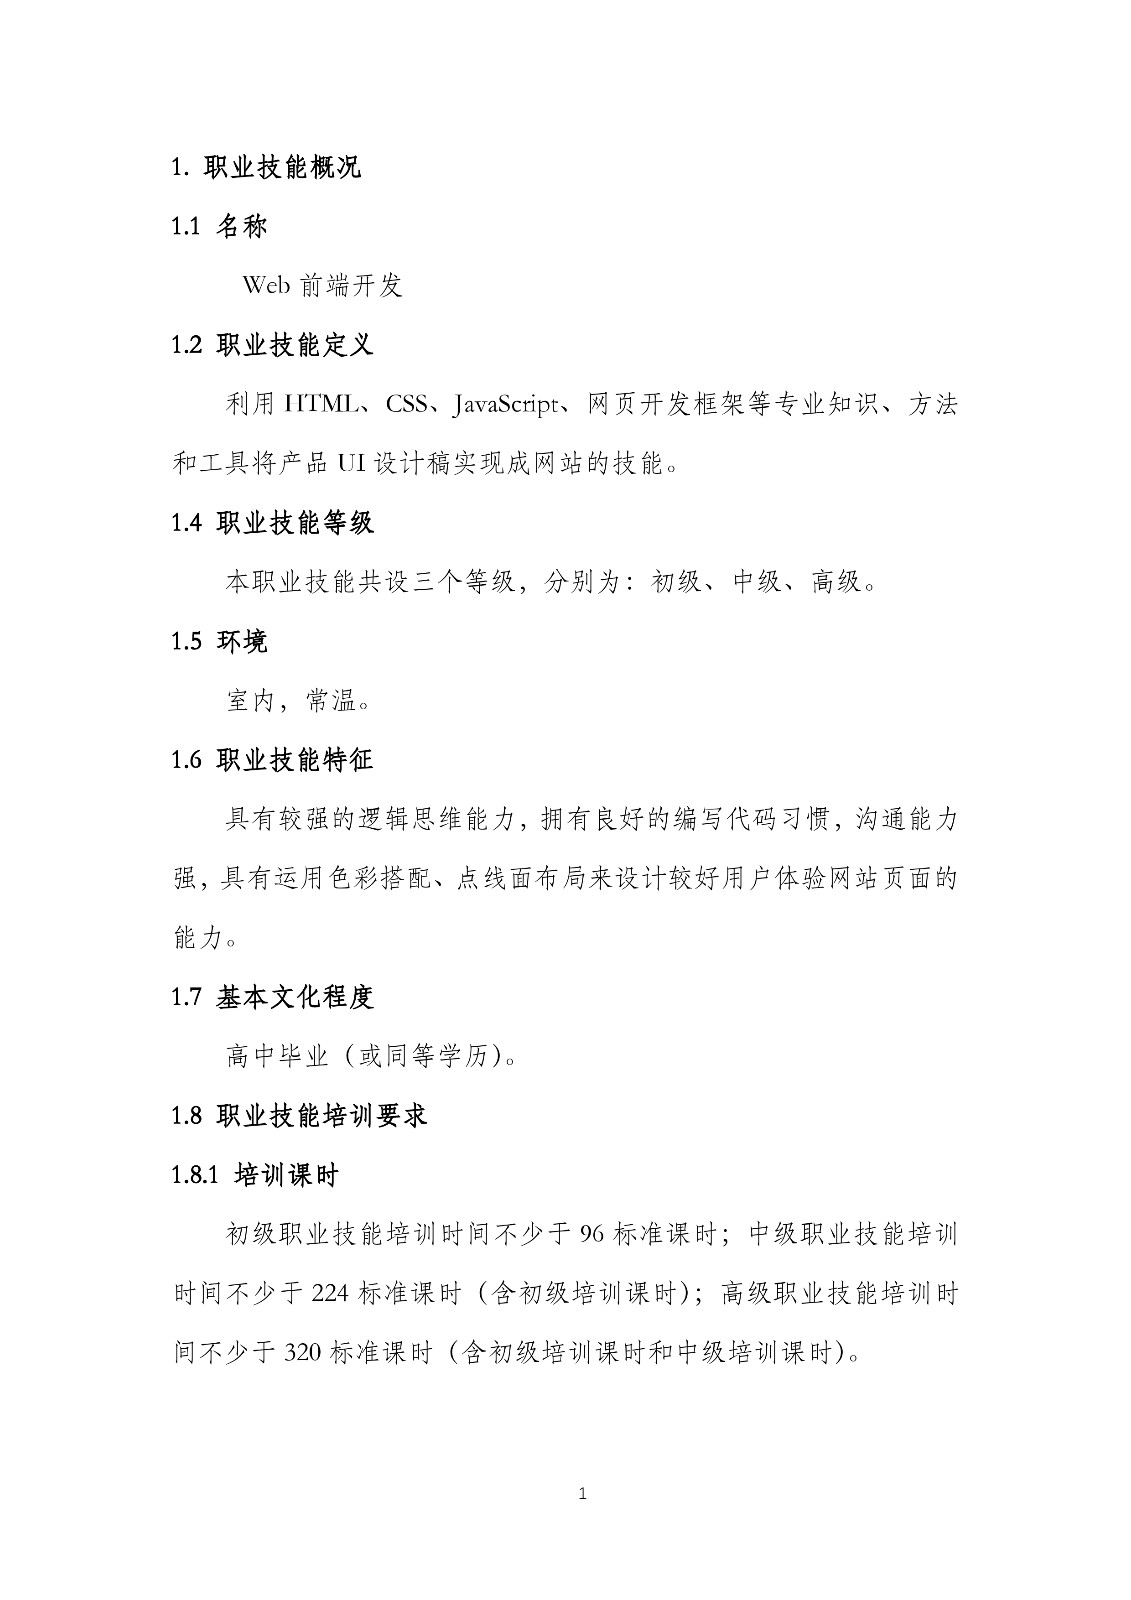 1. 职业技能概况
1.1 名称
Web 前端开发
1.2 职业技能定义
利用 HTML、CSS、JavaScript、网页开发框架等专业知识、方法
和工具将产品 UI 设计稿实现成网站的技能。
1.4 职业技能等级
本职业技能共设三个等级，分别为：初级、中级、高级。
1.5 环境
室内，常温。
1.6 职业技能特征
具有较强的逻辑思维能力，拥有良好的编写代码习惯，沟通能力
强，具有运用色彩搭配、点线面布局来设计较好用户体验网站页面的
能力。
1.7 基本文化程度
高中毕业（或同等学历）。
1.8 职业技能培训要求
1.8.1 培训课时
初级职业技能培训时间不少于 96 标准课时；中级职业技能培训
时间不少于 224 标准课时（含初级培训课时）；高级职业技能培训时
间不少于 320 标准课时（含初级培训课时和中级培训课时）。
1